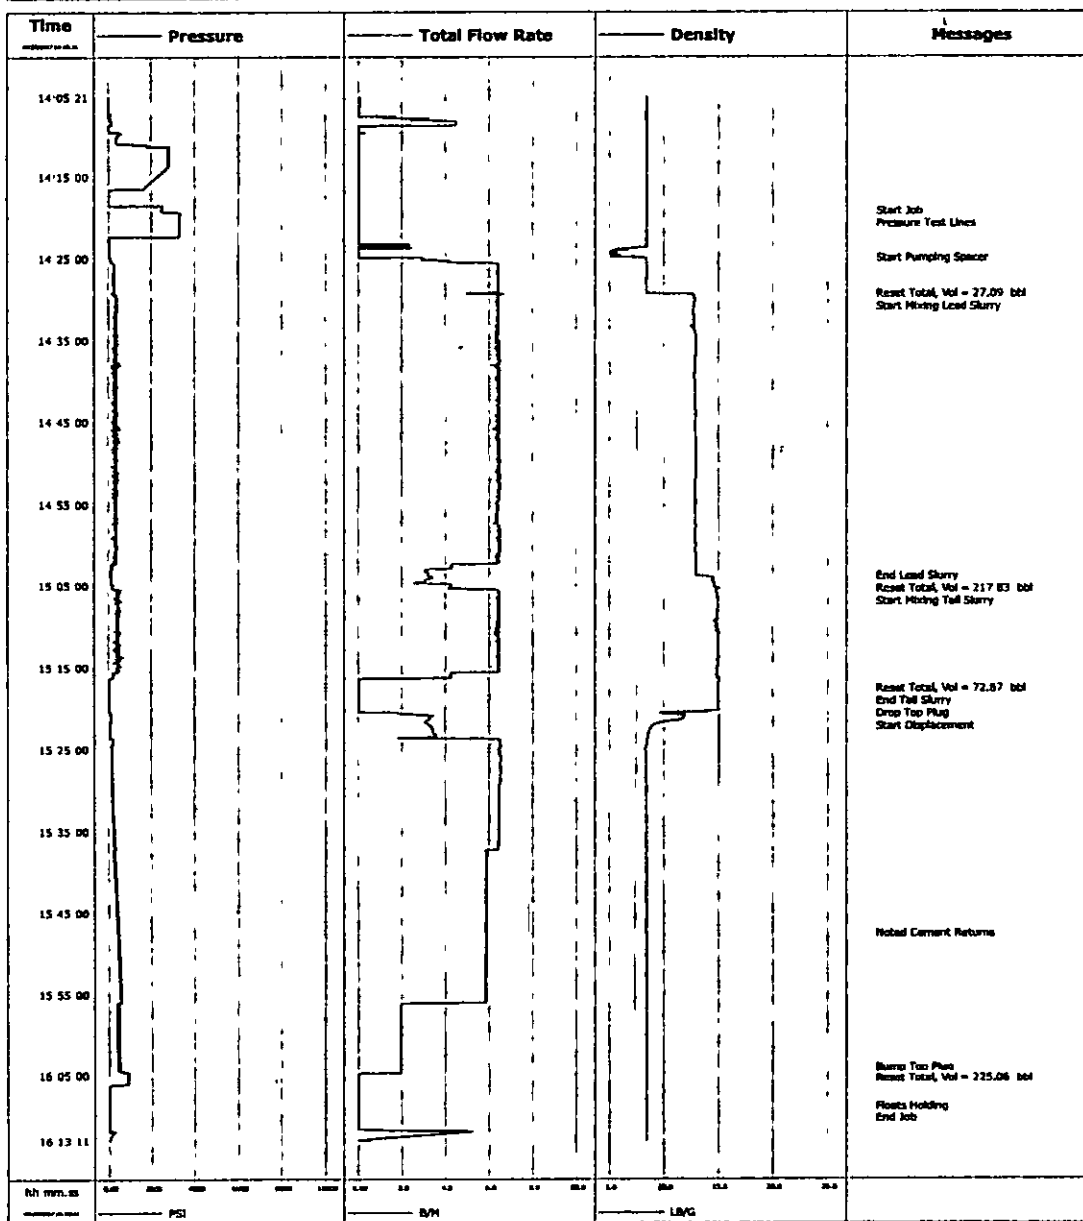 Time
Pressure
Total Flow Rate
Density
Messages
14:05 21
14:15 00
Start Job
Pressure Test Lines
14 25 00
Start Pumping Spacer
Reset Total, Vol = 27.09 bbl
Start Mixing Lead Slurry
14 35 00
14 45 00
14 55 00
End Lead Slurry
15 05 00
Reset Total, Vol = 217 83 bbl
Start Mixing Tail Slurry
15 15 00
Reset Total, Vol = 72.87 bbl
End Tail Slurry
Drop Top Plug
Start Displacement
15 25 00
15 35 00
15 45 00
Noted Cement Returns
15 55 00
Bump Top Plug
16 05 00
Reset Total, Vol = 225.06 bbl
Floats Holding
End Job
16 13 11
hh mm.ss
PSI
B/M
LB/G